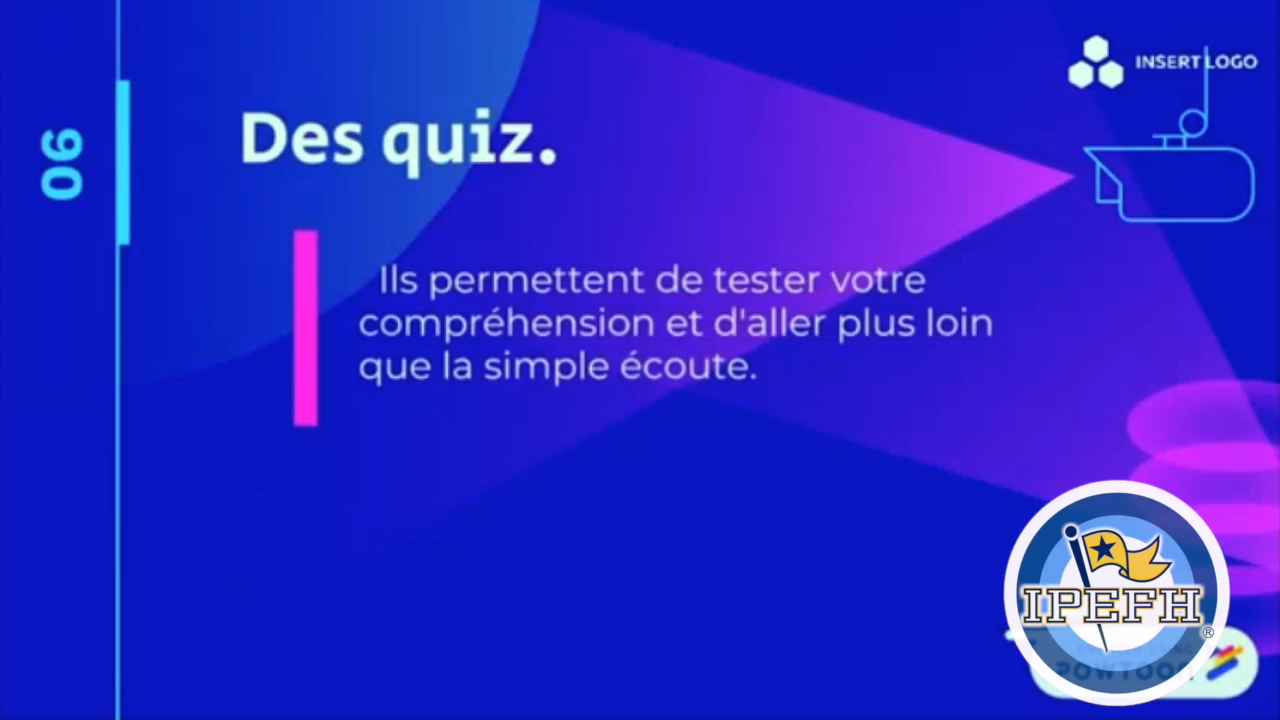 INSERT LOGO
06
Des quiz.
Ils permettent de tester votre
compréhension et d'aller plus loin
que la simple écoute.
IPEFH
®
POWTOON